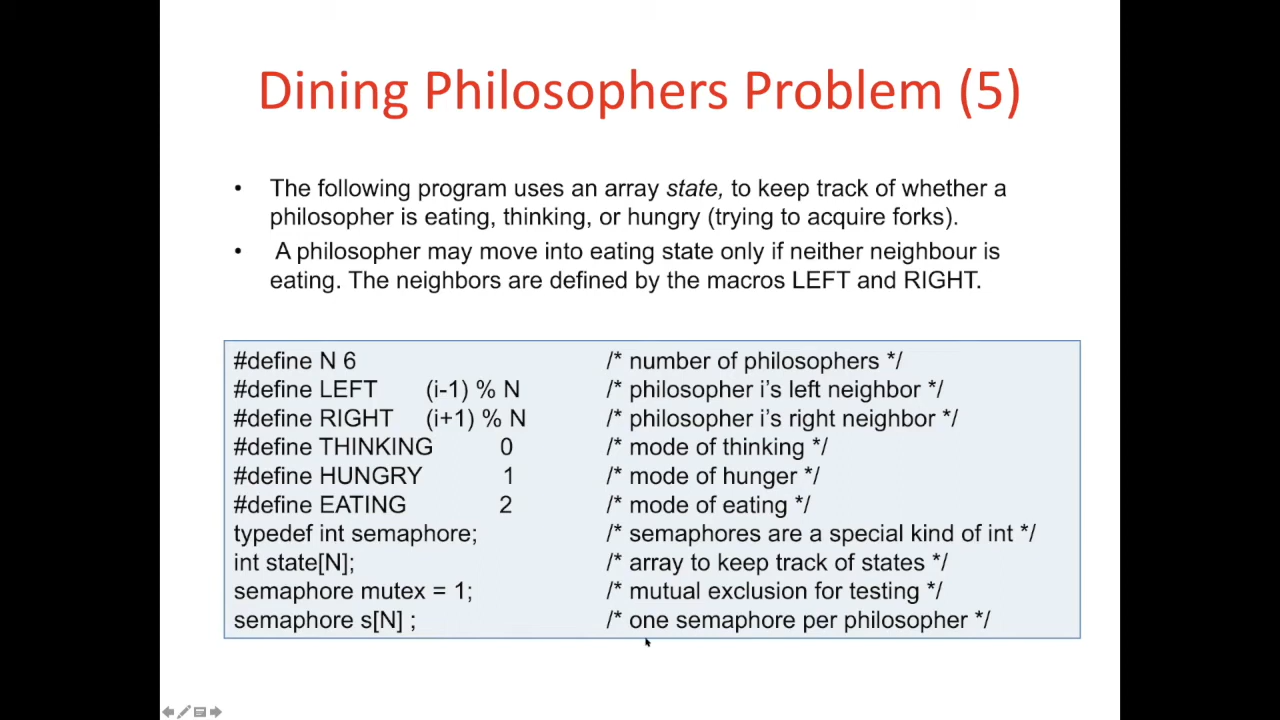 Dining Philosophers Problem (5)
• The following program uses an array state, to keep track of whether a
philosopher is eating, thinking, or hungry (trying to acquire forks).
• A philosopher may move into eating state only if neither neighbour is
eating. The neighbors are defined by the macros LEFT and RIGHT.
#define N 6 /* number of philosophers */
#define LEFT (i-1) % N /* philosopher i’s left neighbor */
#define RIGHT (i+1) % N /* philosopher i’s right neighbor */
#define THINKING 0 /* mode of thinking */
#define HUNGRY 1 /* mode of hunger */
#define EATING 2 /* mode of eating */
typedef int semaphore; /* semaphores are a special kind of int */
int state[N]; /* array to keep track of states */
semaphore mutex = 1; /* mutual exclusion for testing */
semaphore s[N] ; /* one semaphore per philosopher */